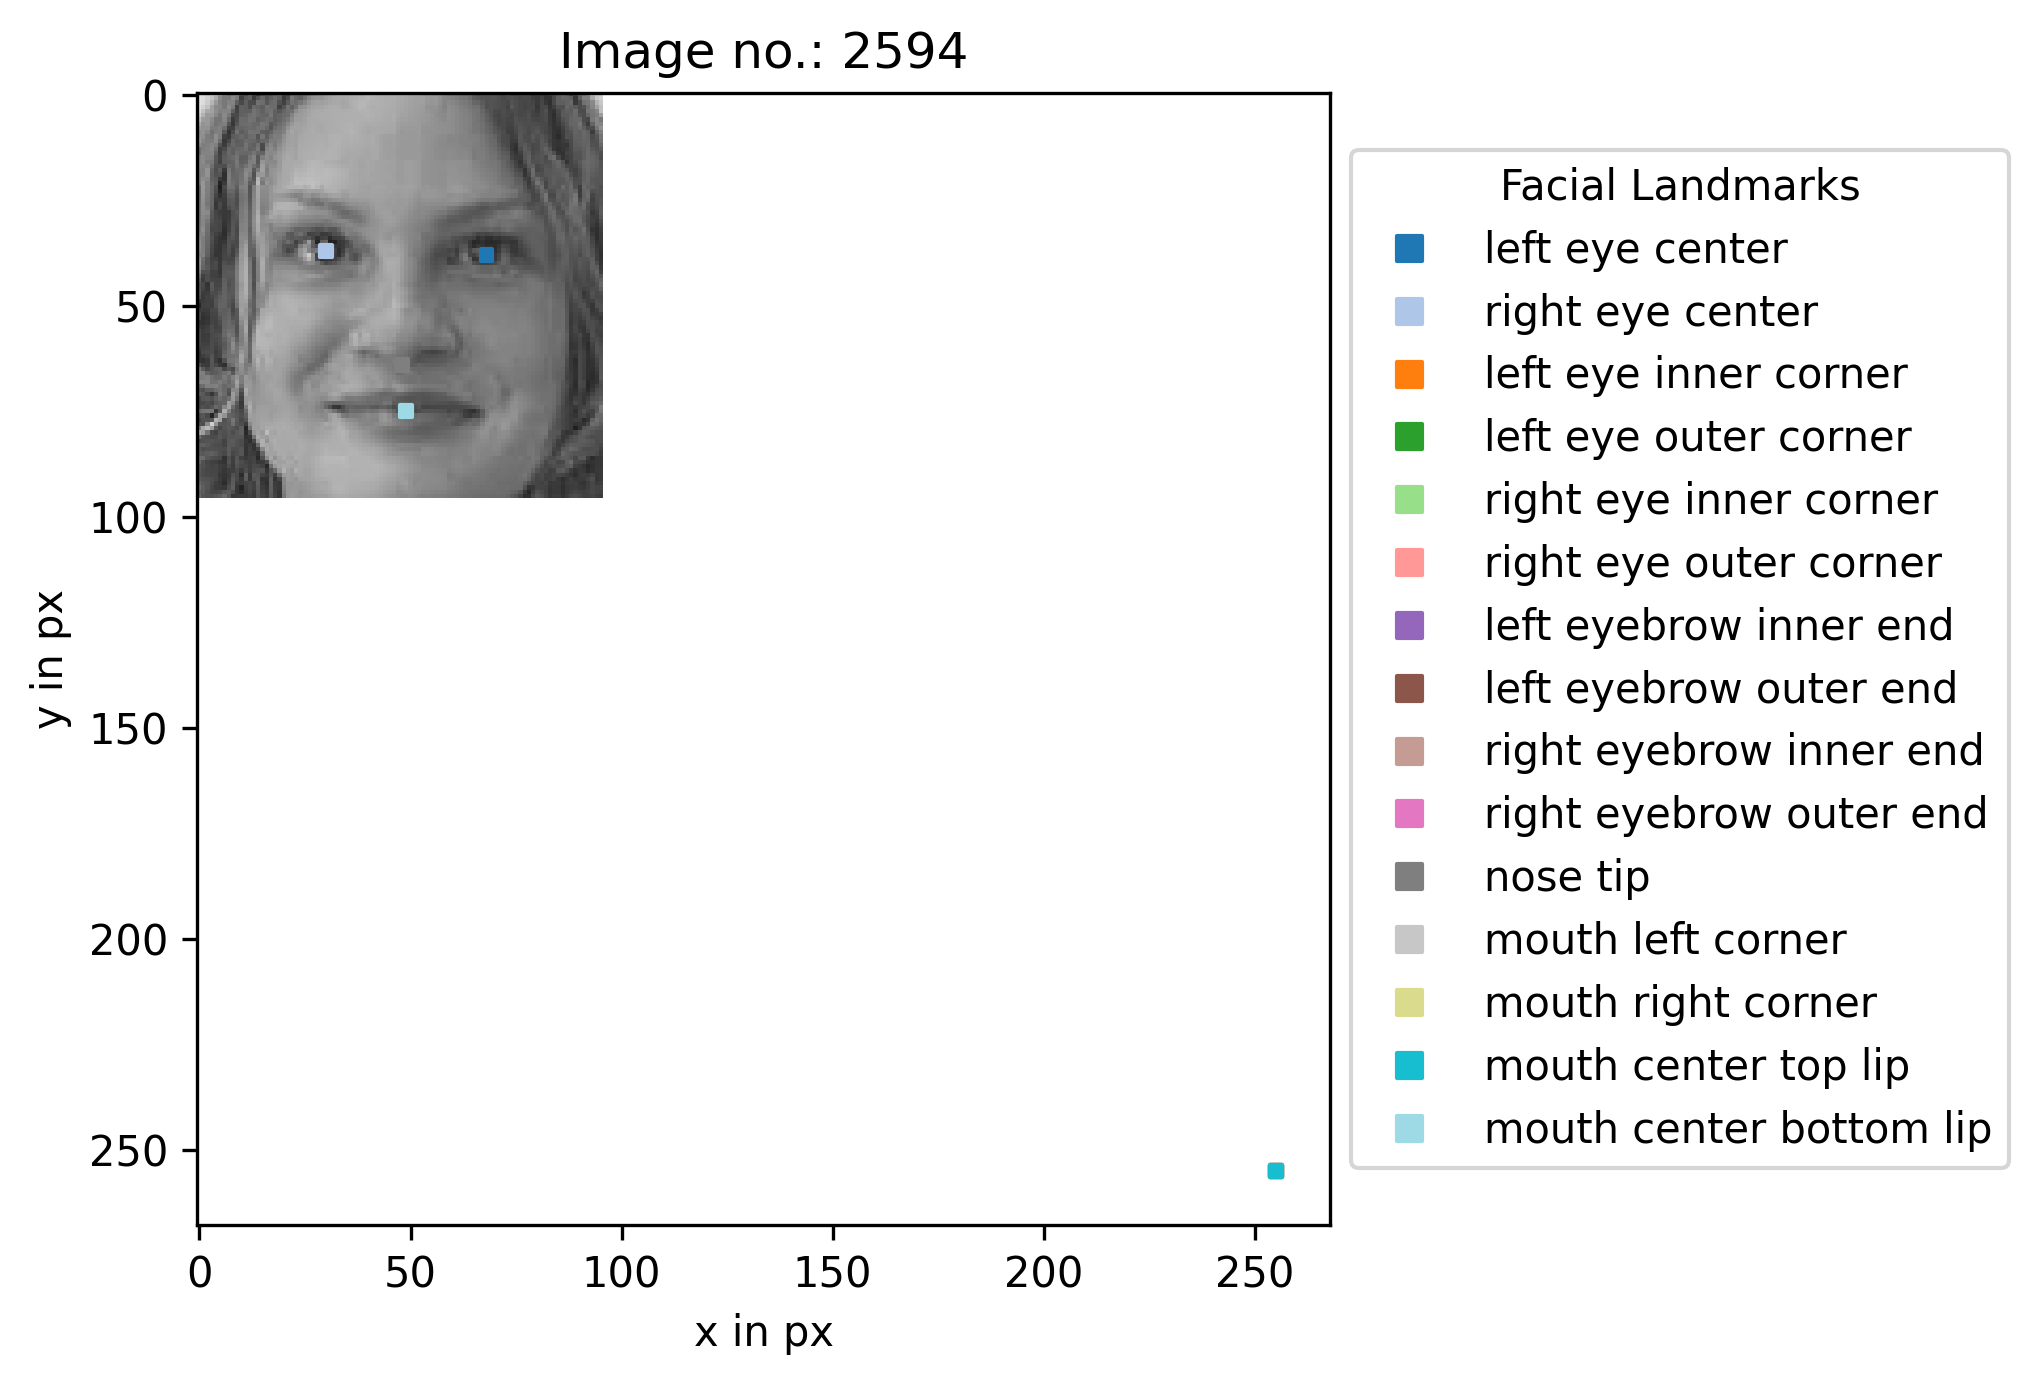 Image no.: 2594
0
50
100
150
200
250
y in px
0
50
100
150
200
250
x in px
Facial Landmarks
left eye center
right eye center
left eye inner corner
left eye outer corner
right eye inner corner
right eye outer corner
left eyebrow inner end
left eyebrow outer end
right eyebrow inner end
right eyebrow outer end
nose tip
mouth left corner
mouth right corner
mouth center top lip
mouth center bottom lip